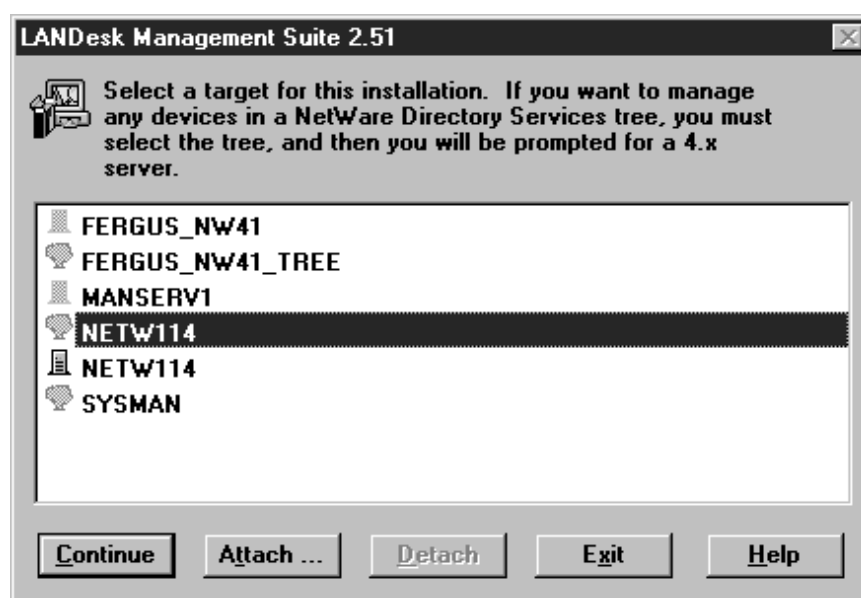 LANDesk Management Suite 2.51
Select a target for this installation. If you want to manage
any devices in a NetWare Directory Services tree, you must
select the tree, and then you will be prompted for a 4.x
server.
FERGUS_NW41
FERGUS_NW41_TREE
MANSERV1
NETW114
NETW114
SYSMAN
Continue Attach ... Detach Exit Help